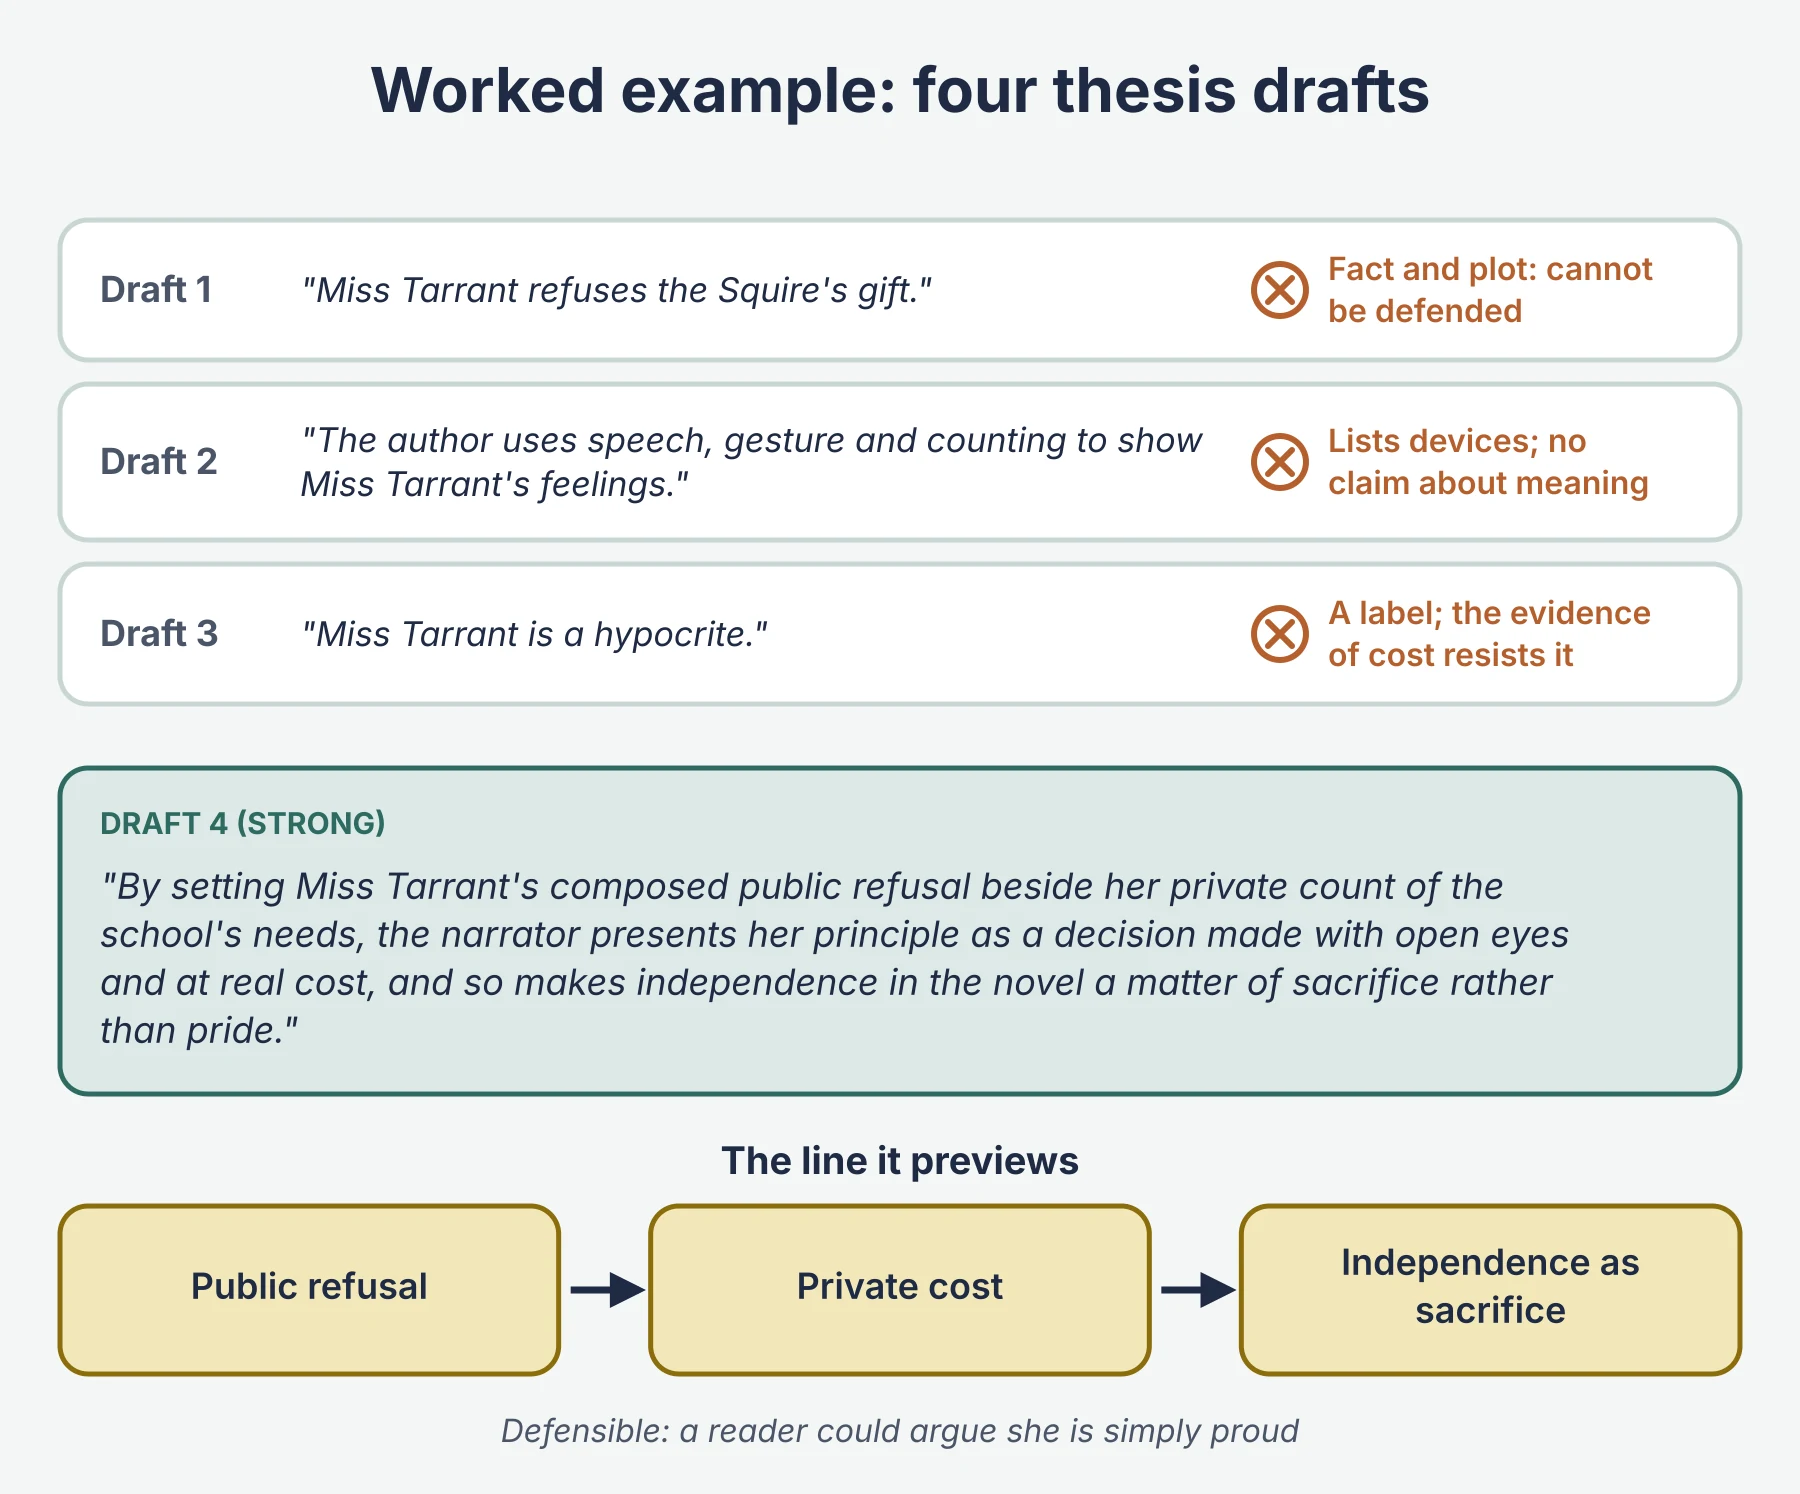 Worked example: four thesis drafts
Draft 1
"Miss Tarrant refuses the Squire's gift."
Fact and plot: cannot
be defended
Draft 2
"The author uses speech, gesture and counting to show
Miss Tarrant's feelings."
Lists devices; no
claim about meaning
Draft 3
"Miss Tarrant is a hypocrite."
A label; the evidence
of cost resists it
DRAFT 4 (STRONG)
"By setting Miss Tarrant's composed public refusal beside her private count of the
school's needs, the narrator presents her principle as a decision made with open eyes
and at real cost, and so makes independence in the novel a matter of sacrifice rather
than pride."
The line it previews
Public refusal
Private cost
Independence as
sacrifice
Defensible: a reader could argue she is simply proud